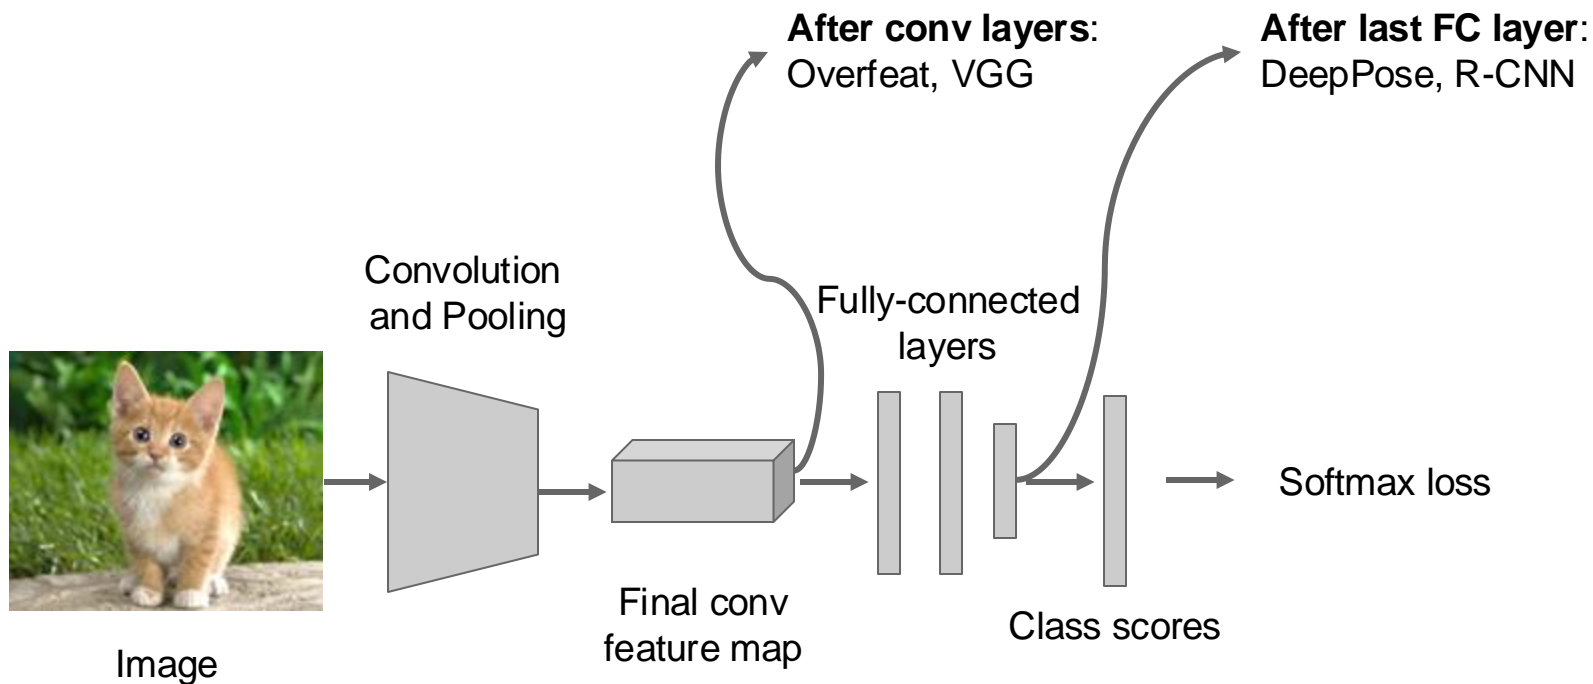 After conv layers:
Overfeat, VGG
After last FC layer:
DeepPose, R-CNN
Convolution
and Pooling
Fully-connected
layers
Softmax loss
Final conv
feature map
Class scores
Image